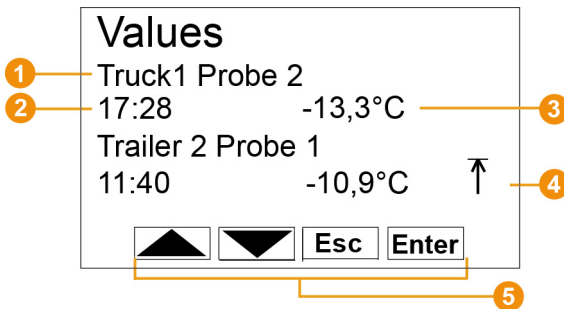 Values
1 Truck1 Probe 2
2 17:28 -13,3°C 3
Trailer 2 Probe 1
11:40 -10,9°C 4
Esc Enter
5